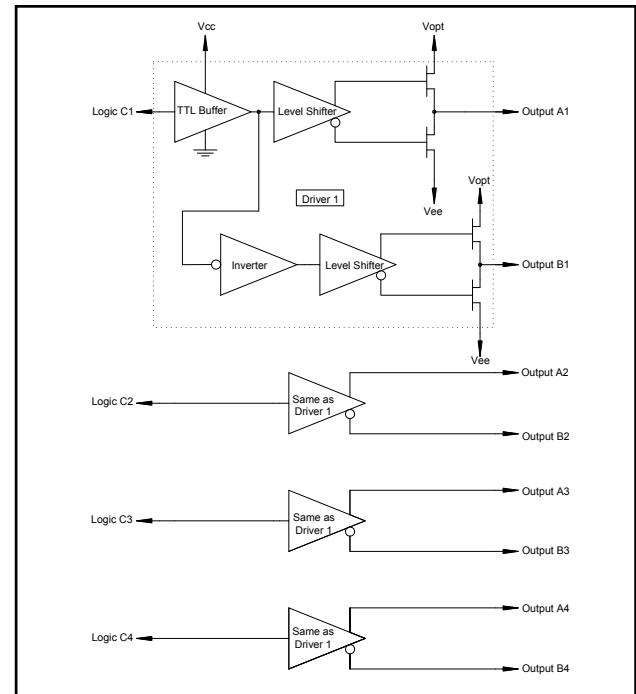 Vcc
Vopt
Logic C1
TTL Buffer
Level Shifter
Output A1
Driver 1
Vee
Vopt
Inverter
Level Shifter
Output B1
Vee
Output A2
Logic C2
Same as
Driver 1
Output B2
Output A3
Logic C3
Same as
Driver 1
Output B3
Output A4
Logic C4
Same as
Driver 1
Output B4